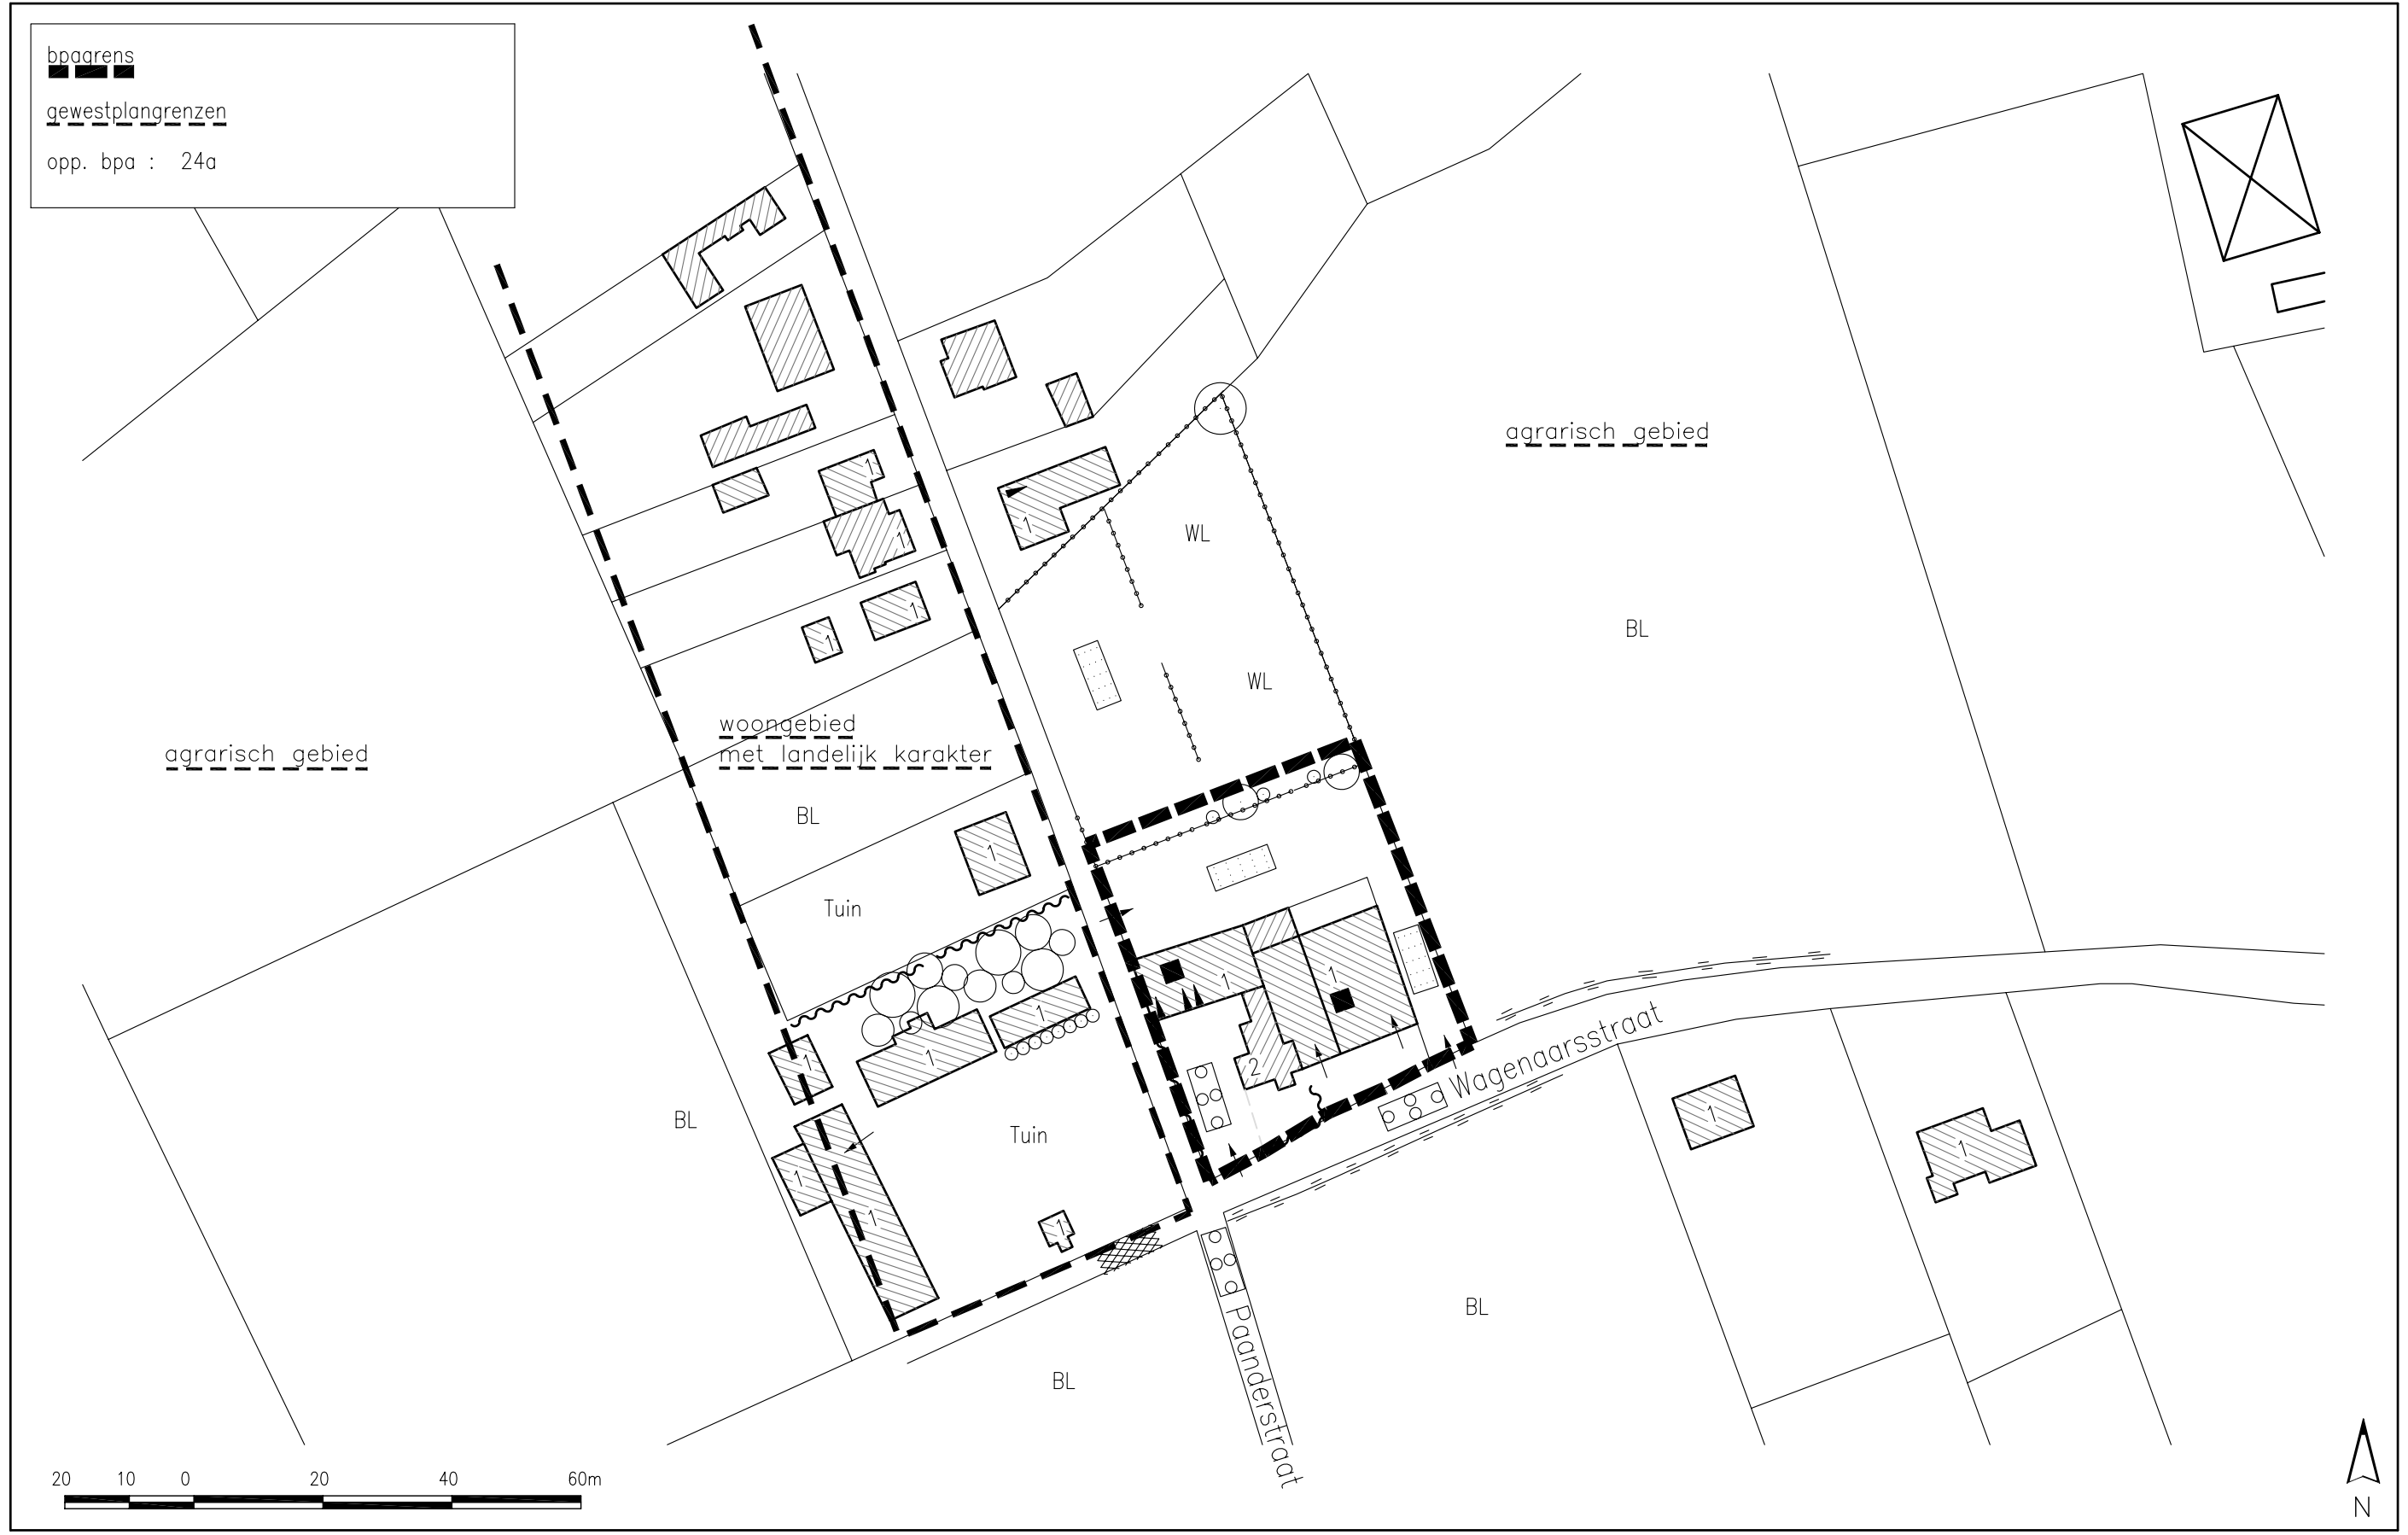 bpagrens
gewestplangrenzen
opp. bpa : 24a
agrarisch gebied
1
1
1
WL
1
1
BL
WL
woongebied
met landelijk karakter
agrarisch gebied
BL
1
Tuin
1
1
1
1
1
2
Wagenaarsstraat
1
BL
Tuin
1
1
1
1
1
BL
Paanderstraat
BL
20 10 0 20 40 60m
N